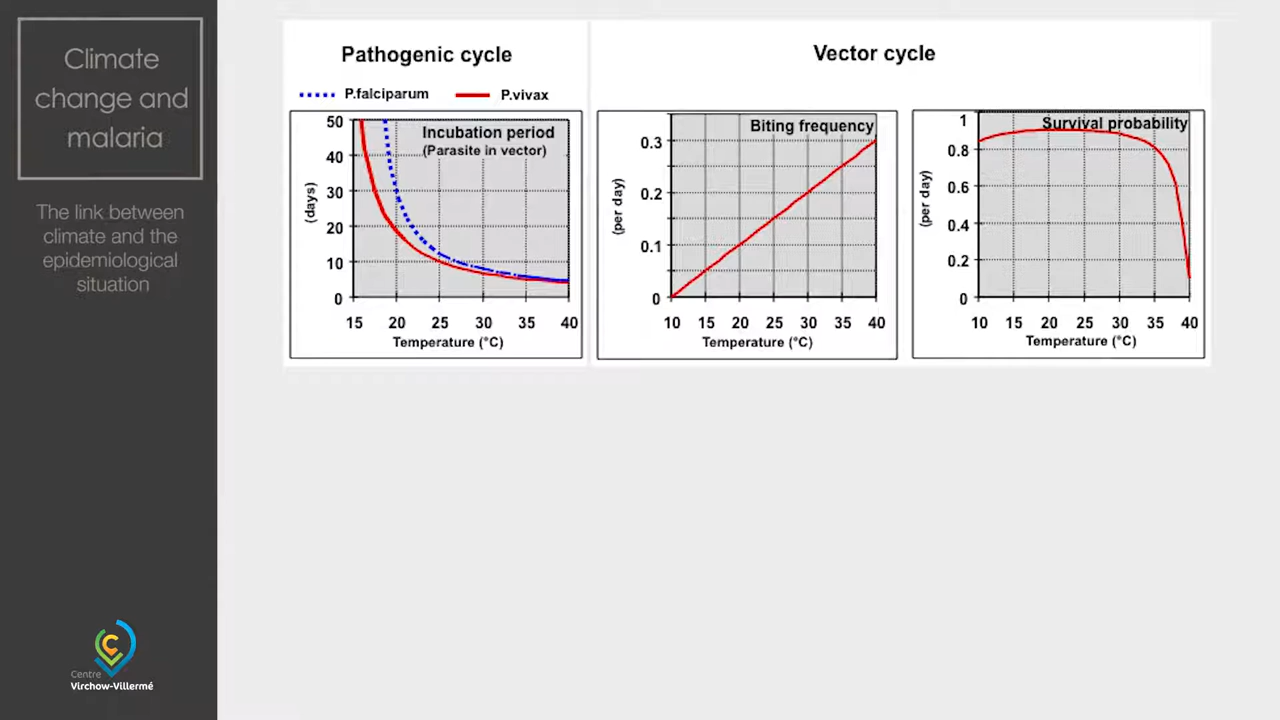 Climate
change and
malaria
The link between
climate and the
epidemiological
situation
Centre
Virchow-Villermé
Pathogenic cycle
P.falciparum P.vivax
Incubation period
(Parasite in vector)
(days)
50
40
30
20
10
0
15 20 25 30 35 40
Temperature (°C)
Vector cycle
Biting frequency
(per day)
0.3
0.2
0.1
0
10 15 20 25 30 35 40
Temperature (°C)
Survival probability
(per day)
1
0.8
0.6
0.4
0.2
0
10 15 20 25 30 35 40
Temperature (°C)